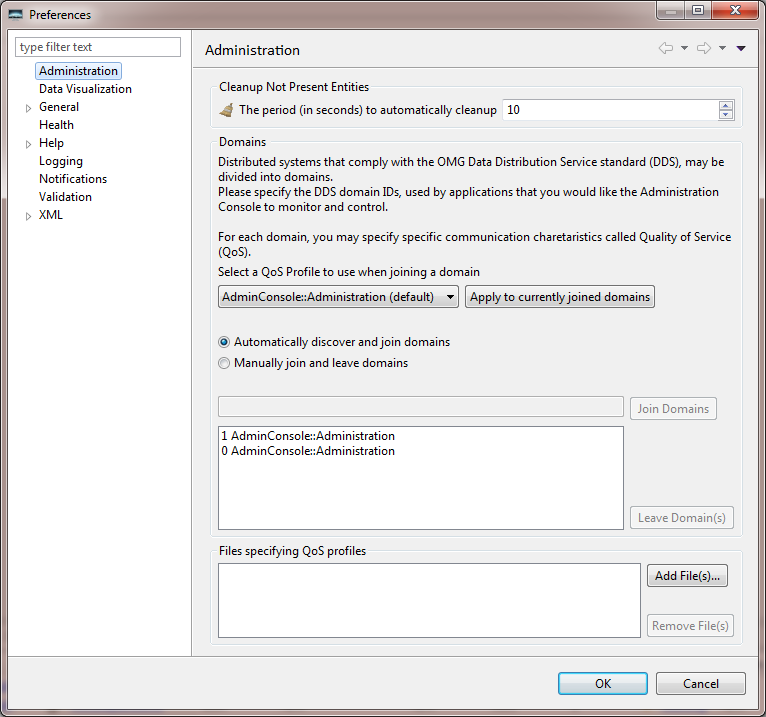 Preferences
type filter text
Administration
Data Visualization
General
Health
Help
Logging
Notifications
Validation
XML
Administration
Cleanup Not Present Entities
The period (in seconds) to automatically cleanup 10
Domains
Distributed systems that comply with the OMG Data Distribution Service standard (DDS), may be
divided into domains.
Please specify the DDS domain IDs, used by applications that you would like the Administration
Console to monitor and control.
For each domain, you may specify specific communication charetaristics called Quality of Service
(QoS).
Select a QoS Profile to use when joining a domain
AdminConsole::Administration (default) Apply to currently joined domains
Automatically discover and join domains
Manually join and leave domains
Join Domains
1 AdminConsole::Administration
0 AdminConsole::Administration
Leave Domain(s)
Files specifying QoS profiles
Add File(s)...
Remove File(s)
OK Cancel